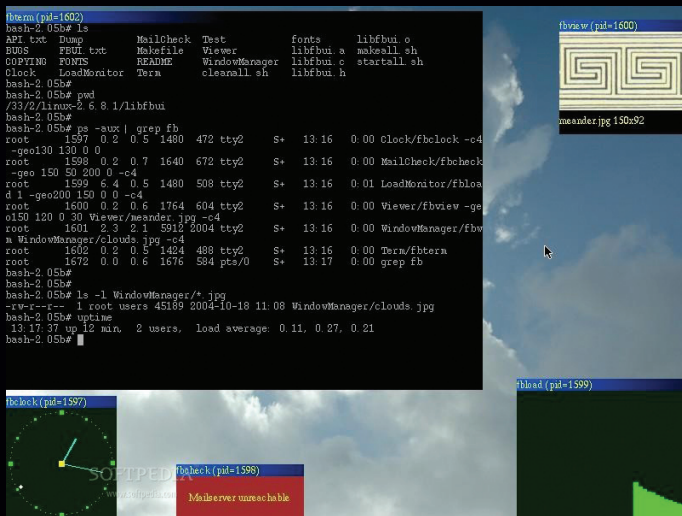 fbterm (pid=1602)
bash-2.05b# ls
API.txt Dump MailCheck Test fonts libfbui.o
BUGS FBUI.txt Makefile Viewer libfbui.a makeall.sh
COPYING FONTS README WindowManager libfbui.c startall.sh
Clock LoadMonitor Term cleanall.sh libfbui.h
bash-2.05b#
bash-2.05b# pwd
/33/2/linux-2.6.8.1/libfbui
bash-2.05b#
bash-2.05b# ps -aux| grep fb
root 1597 0.2 0.5 1480 472 tty2 S+ 13:16 0:00 Clock/fbclock -c4
-geo130 130 0 0
root 1598 0.2 0.7 1640 672 tty2 S+ 13:16 0:00 MailCheck/fbcheck
-geo 150 50 200 0 -c4
root 1599 6.4 0.5 1480 508 tty2 S+ 13:16 0:01 LoadMonitor/fbloa
d 1 -geo200 150 0 0 -c4
root 1600 0.2 0.6 1764 604 tty2 S+ 13:16 0:00 Viewer/fbview -ge
o150 120 0 30 Viewer/meander.jpg -c4
root 1601 2.3 2.1 5912 2004 tty2 S+ 13:16 0:00 WindowManager/fbw
m WindowManager/clouds.jpg -c4
root 1602 0.2 0.5 1424 488 tty2 S+ 13:16 0:00 Term/fbterm
root 1672 0.0 0.6 1676 584 pts/0 S+ 13:17 0:00 grep fb
bash-2.05b#
bash-2.05b#
bash-2.05b# ls -l WindowManager/*.jpg
-rw-r--r-- 1 root users 45189 2004-10-18 11:08 WindowManager/clouds.jpg
bash-2.05b# uptime
13:17:37 up 12 min, 2 users, load average: 0.11, 0.27, 0.21
bash-2.05b#
fbview (pid=1600)
meander.jpg 150x92
fbload (pid=1599)
fbclock (pid=1597)
SOFTPEDIA
fbcheck (pid=1598)
Mailserver unreachable